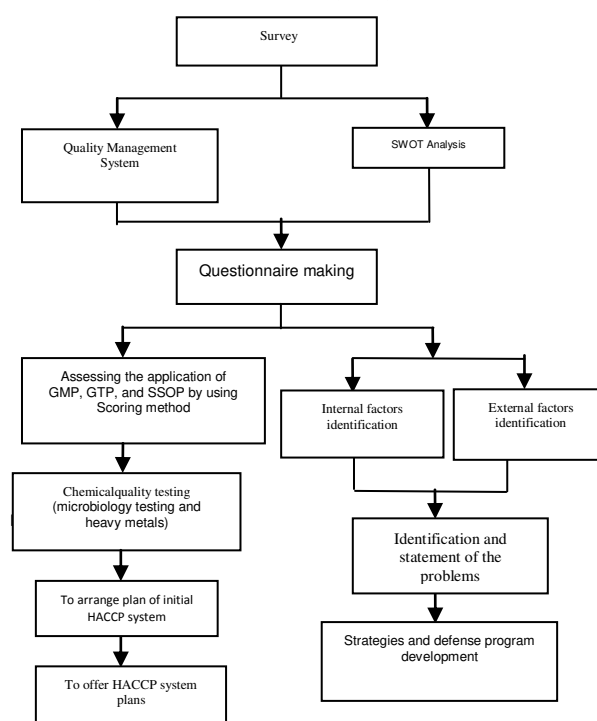 Survey
Quality Management
System
SWOT Analysis
Questionnaire making
Assessing the application of
GMP, GTP, and SSOP by using
Scoring method
Internal factors
identification
External factors
identification
Chemicalquality testing
(microbiology testing and
heavy metals)
Identification and
statement of the
problems
To arrange plan of initial
HACCP system
Strategies and defense program
development
To offer HACCP system
plans